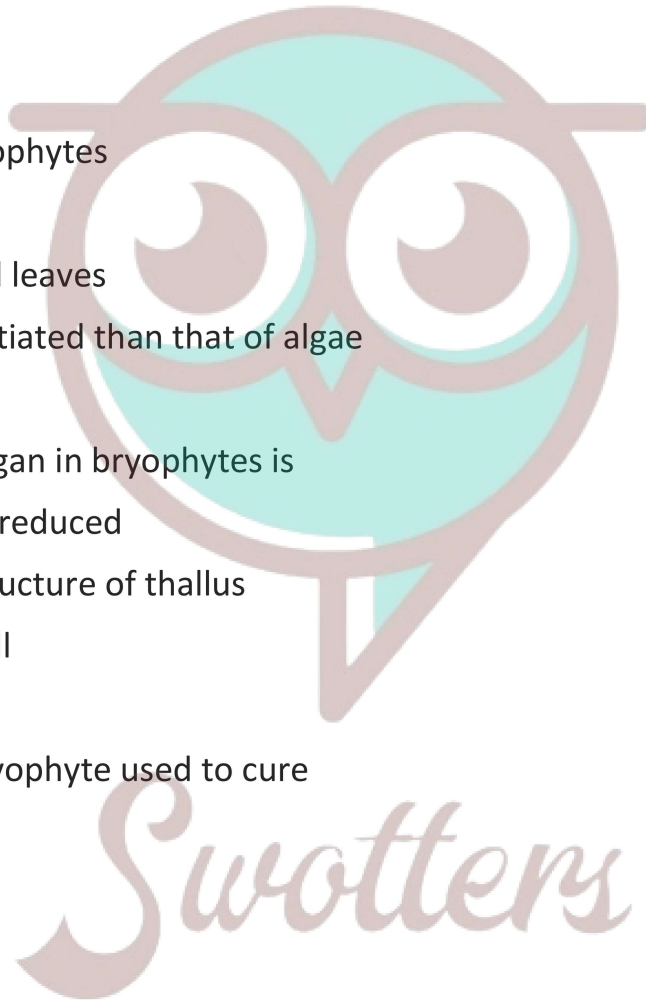 ophytes
l leaves
tiated than that of algae
gan in bryophytes is
reduced
ucture of thallus
ll
yophyte used to cure
Swotters